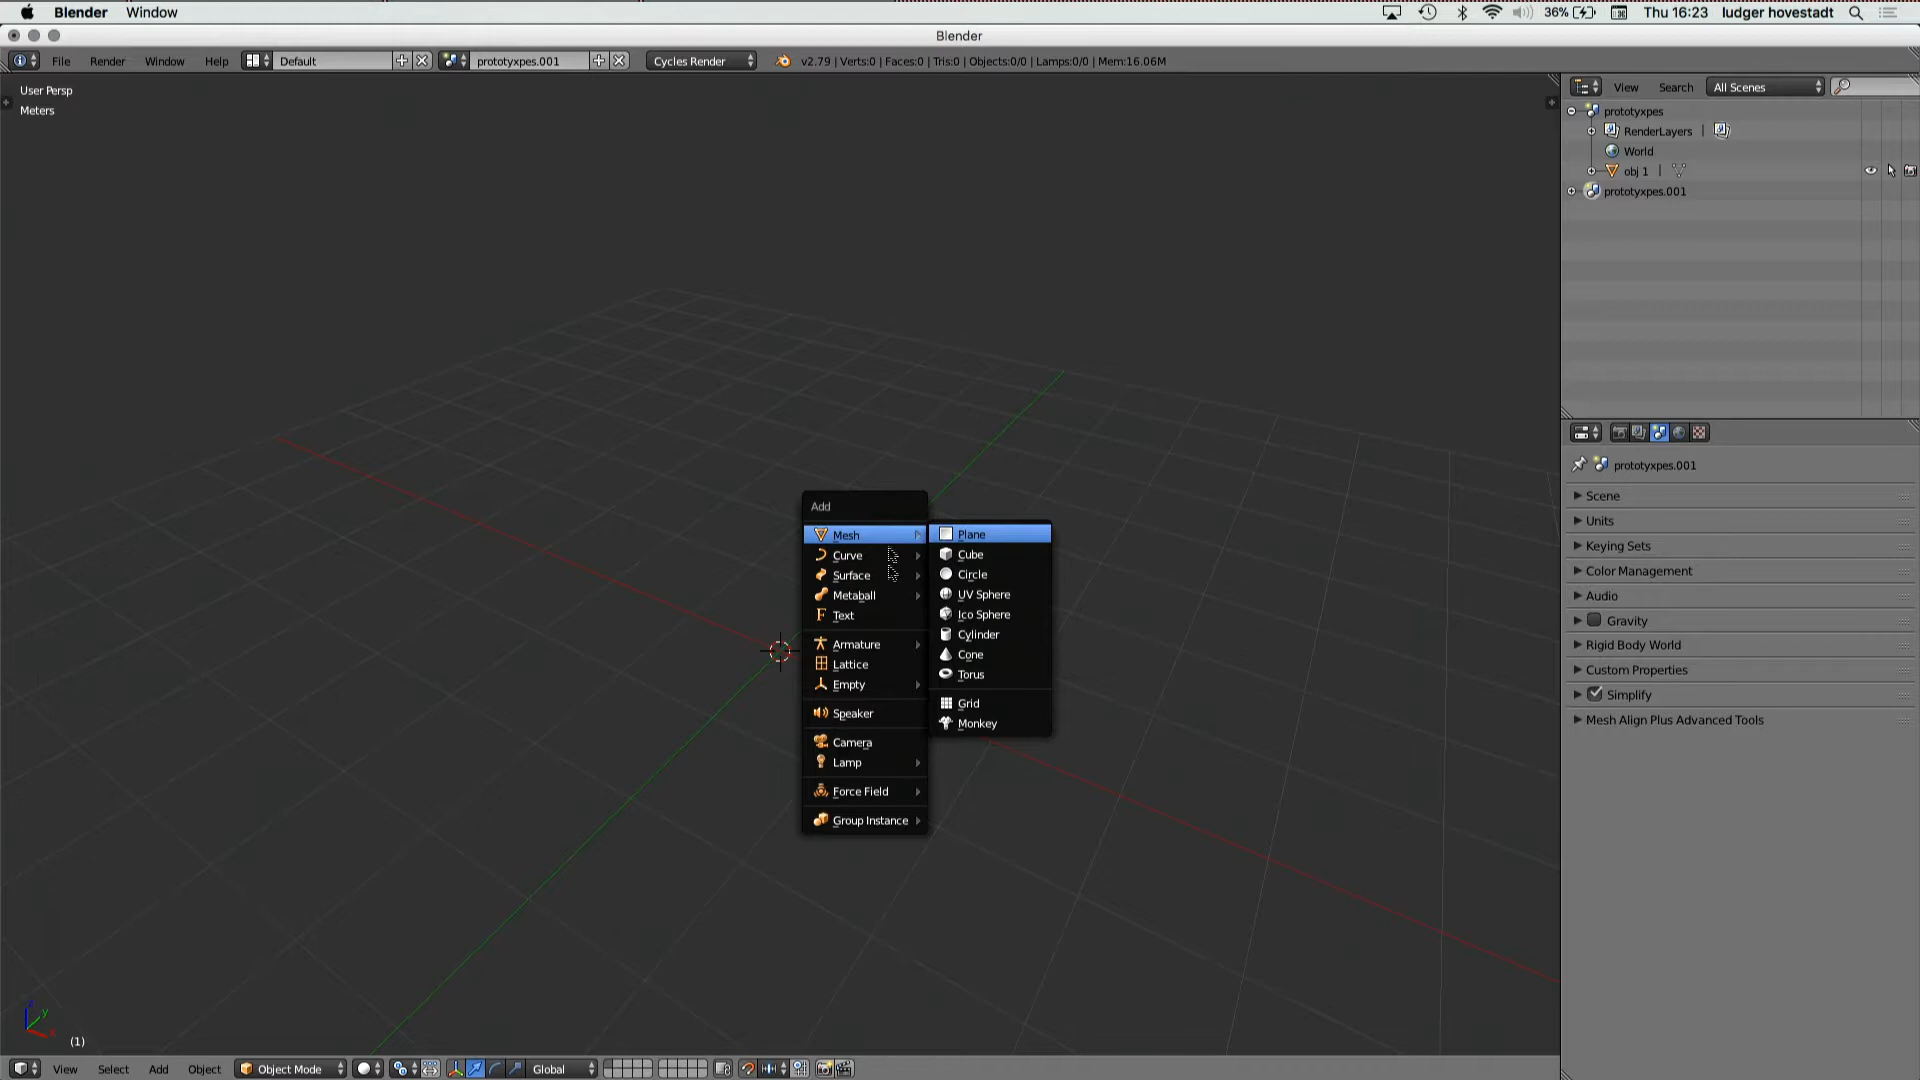 Blender Window 36% Thu 16:23 ludger hovestadt
Blender
File Render Window Help Default prototyxpes.001 Cycles Render v2.79 | Verts:0 | Faces:0 | Tris:0 | Objects:0/0 | Lamps:0/0 | Mem:16.06M
User Persp
Meters
View Search All Scenes
prototyxpes
RenderLayers |
World
obj 1 |
prototyxpes.001
prototyxpes.001
Scene
Units
Keying Sets
Color Management
Audio
Gravity
Rigid Body World
Custom Properties
Simplify
Mesh Align Plus Advanced Tools
Add
Mesh
Curve
Surface
Metaball
Text
Armature
Lattice
Empty
Speaker
Camera
Lamp
Force Field
Group Instance
Plane
Cube
Circle
UV Sphere
Ico Sphere
Cylinder
Cone
Torus
Grid
Monkey
z
y
x
(1)
View Select Add Object Object Mode Global